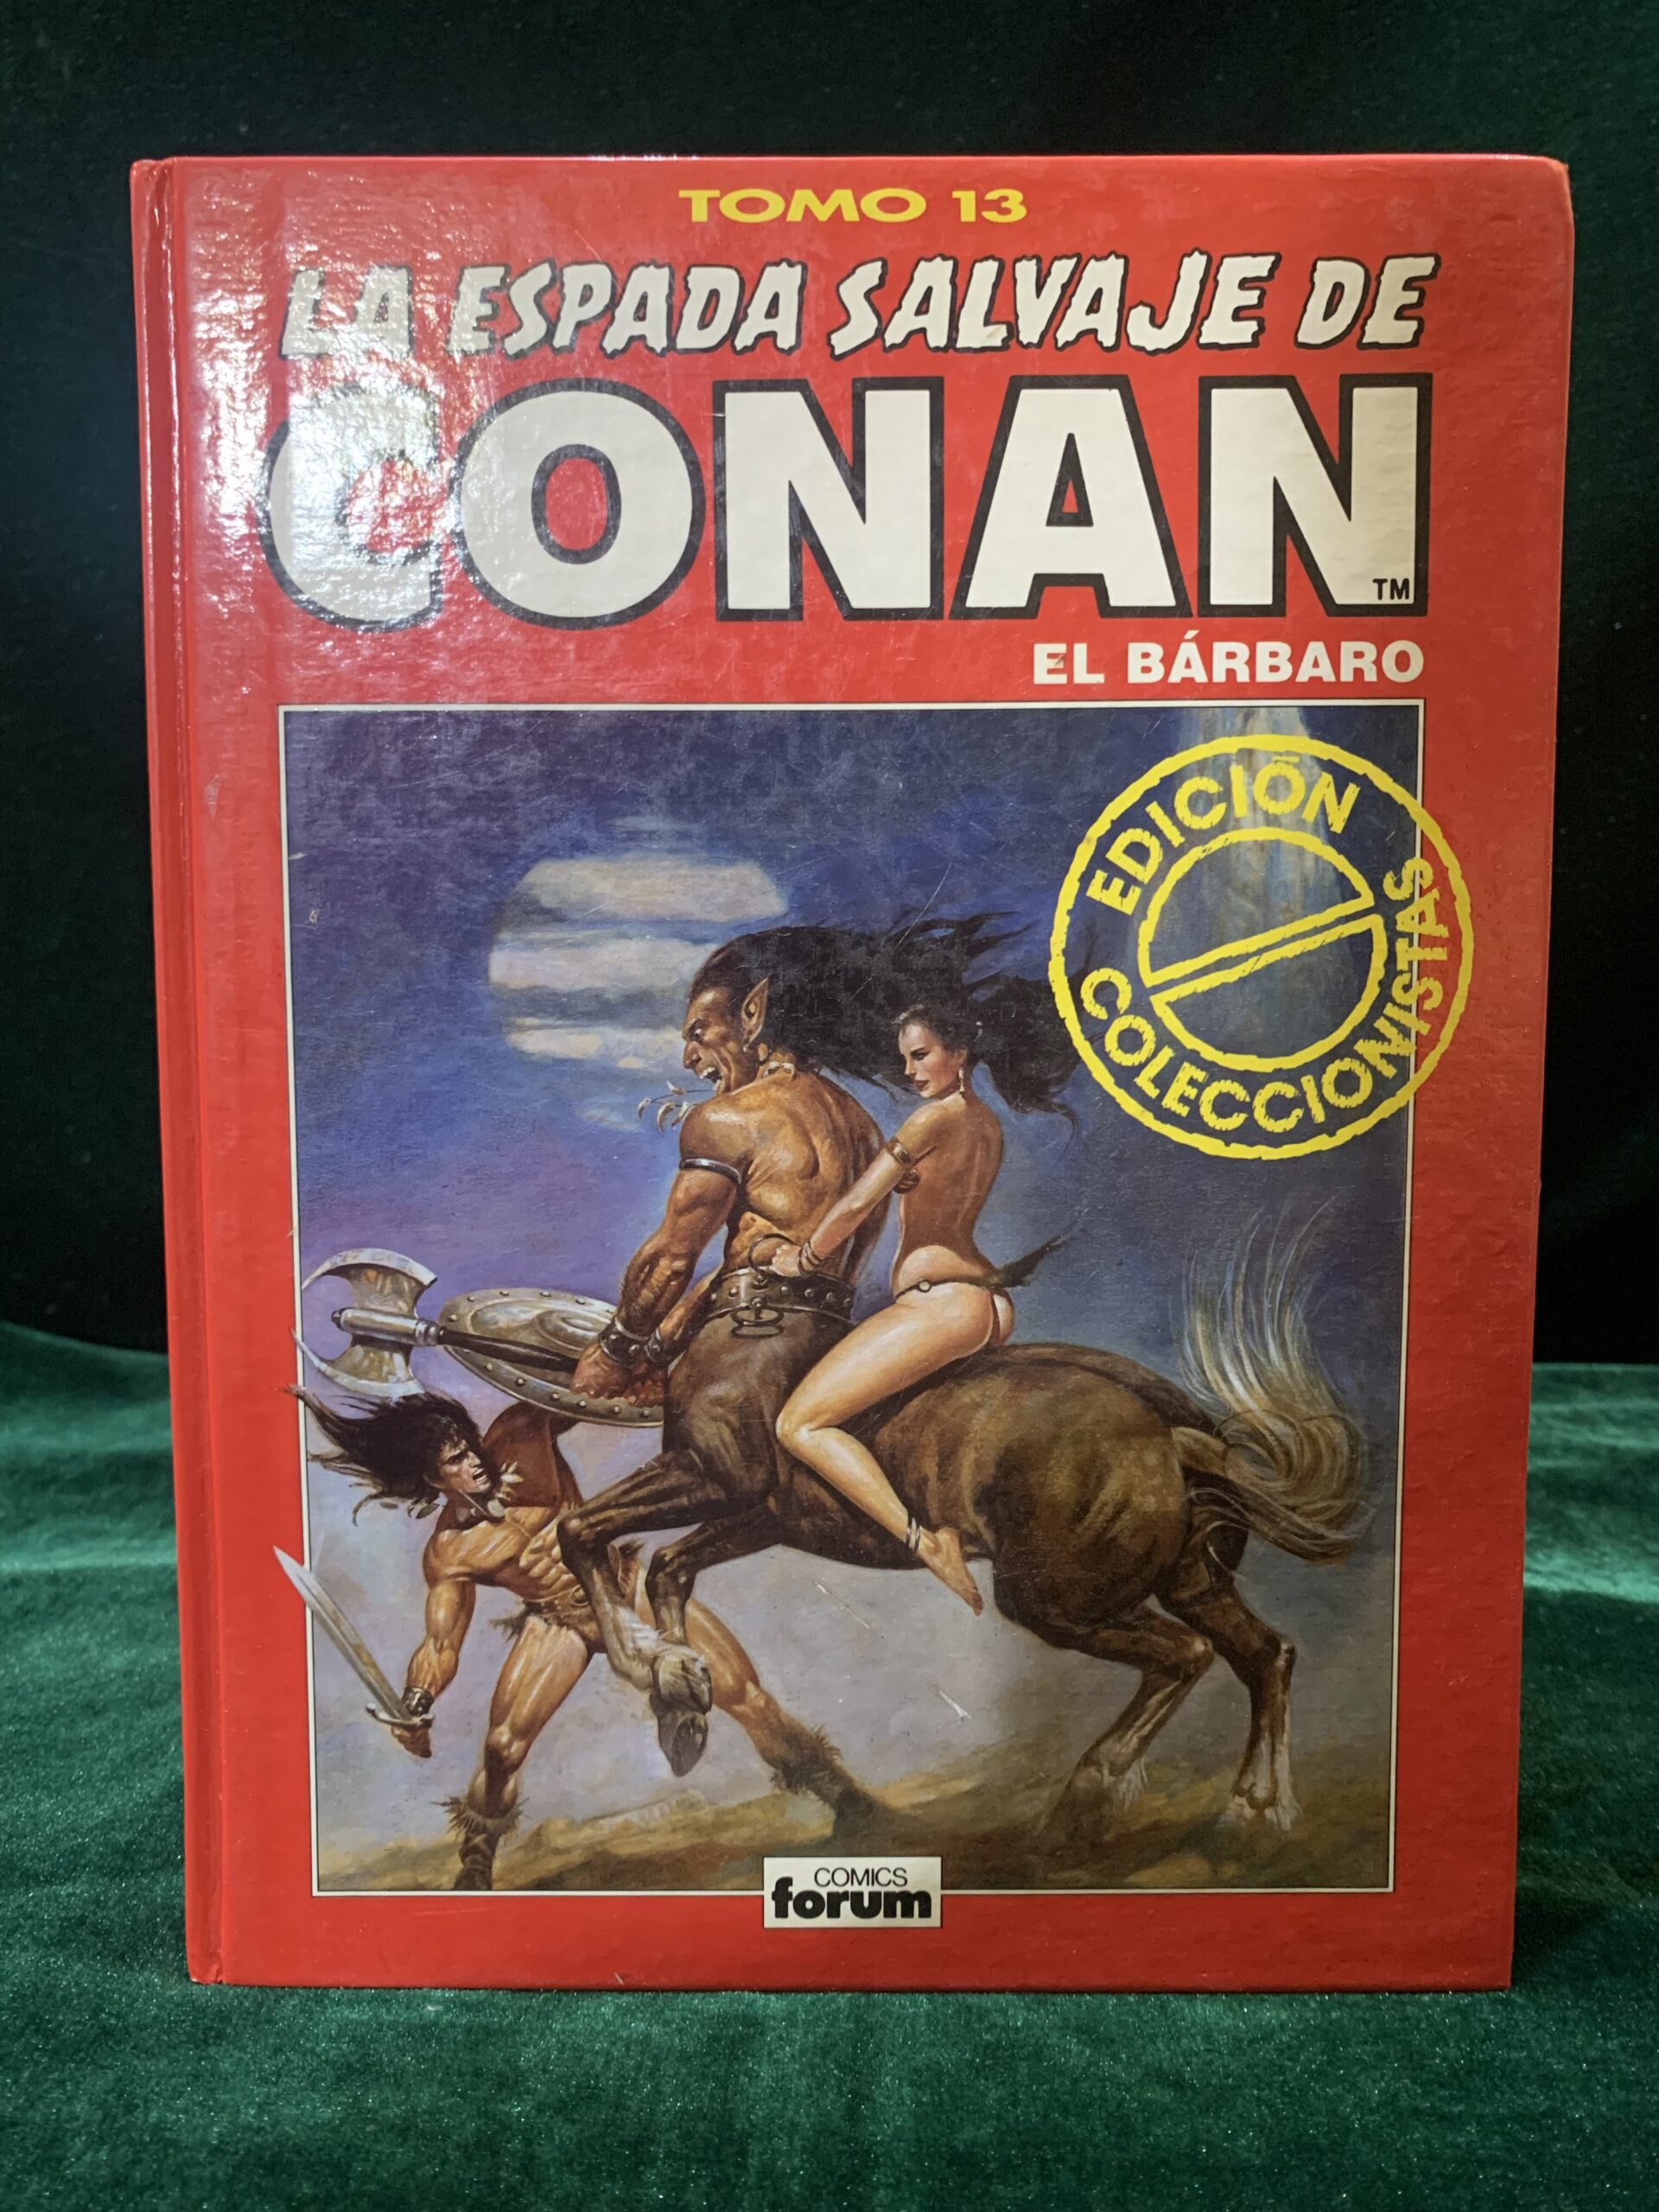 TOMO 13
LA ESPADA SALVAJE DE
CONAN
TM
EL BÁRBARO
EDICIÓN
COLECCIONISTAS
COMICS
forum